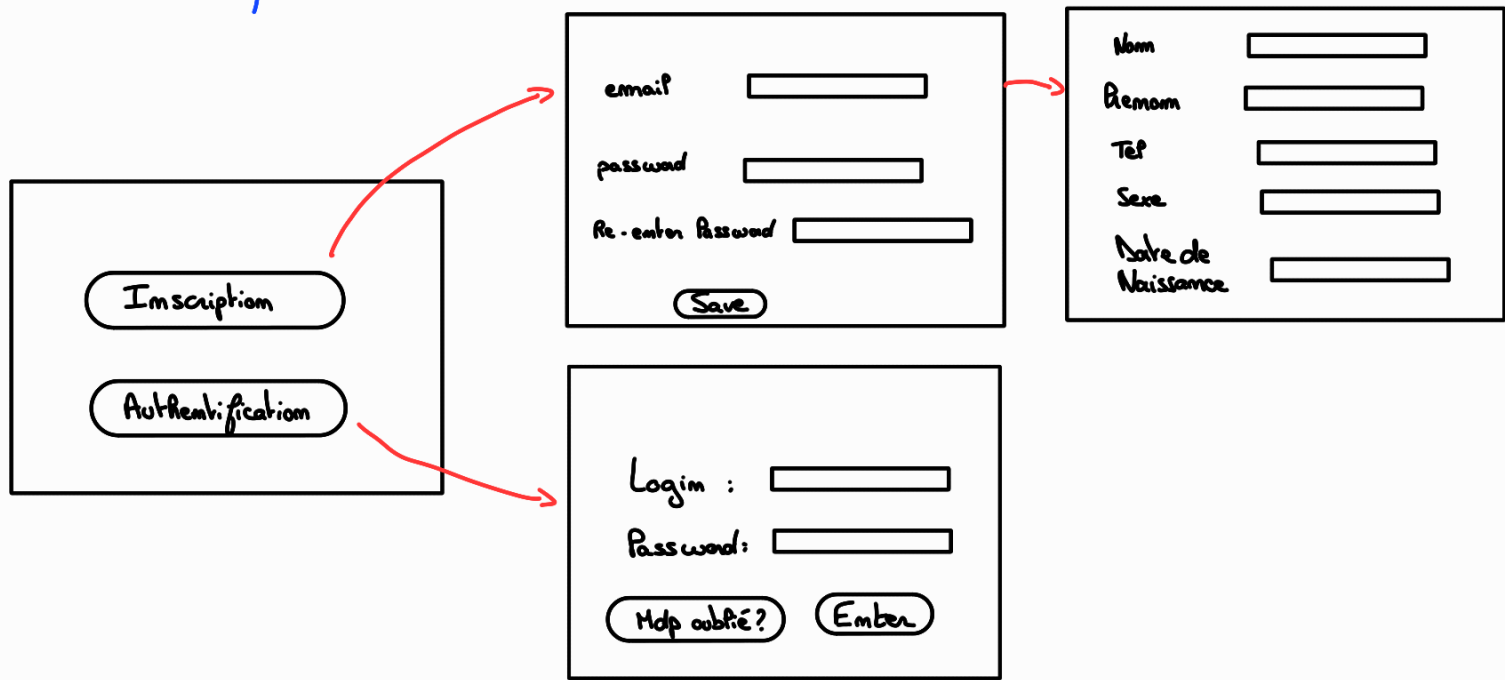 Inscription
Authentification
email
password
Re-enter Password
Save
Nom
Prenom
Tel
Sexe
Date de
Naissance
Login :
Password:
Mdp oublié?
Enter